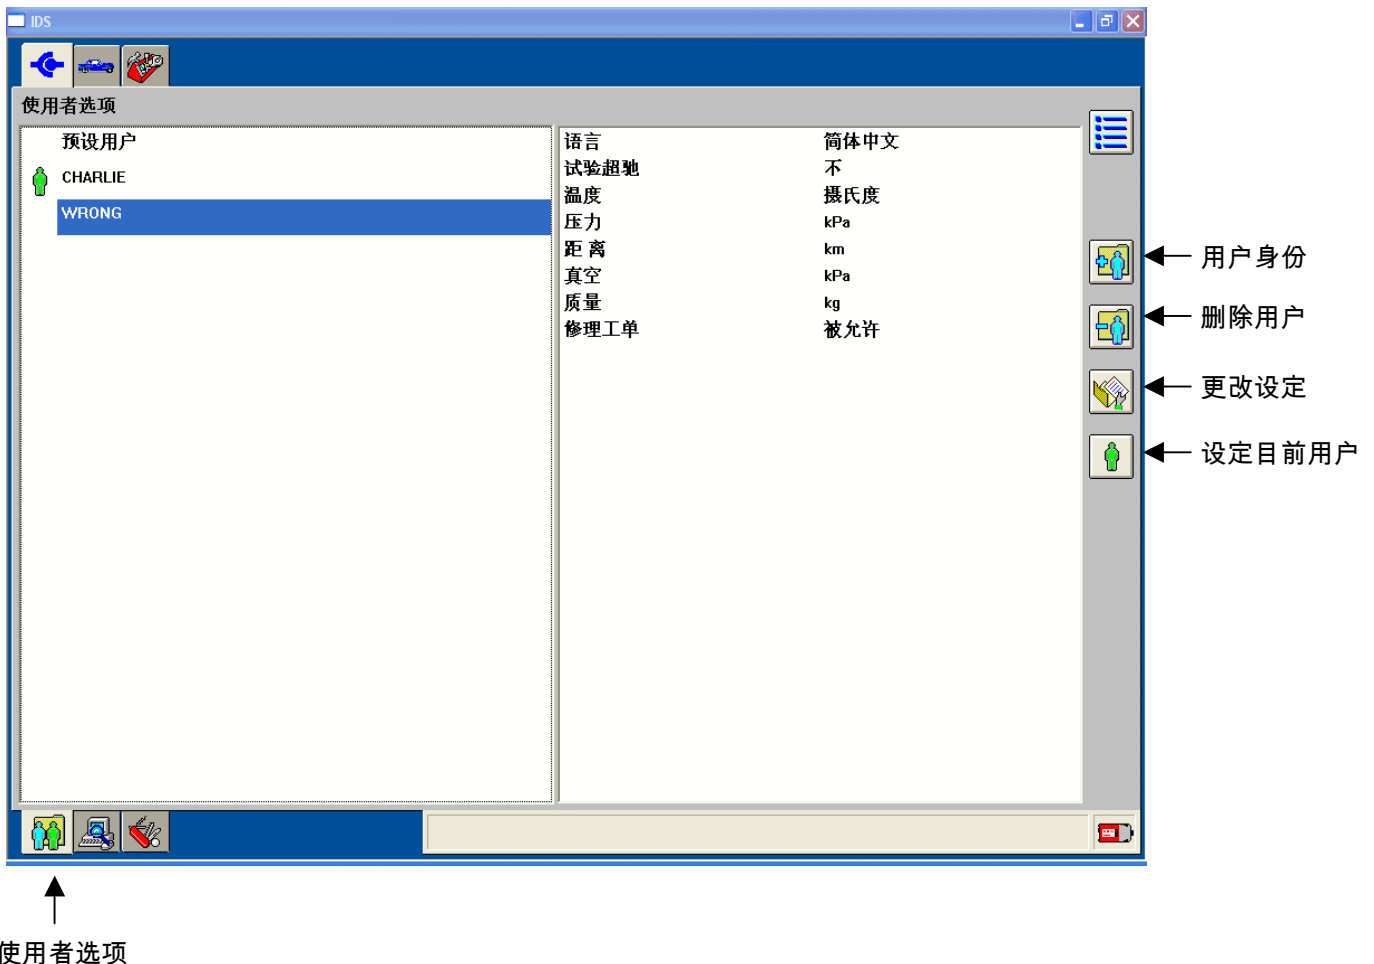 IDS
使用者选项
预设用户
CHARLIE
WRONG
语言 简体中文
试验超驰 不
温度 摄氏度
压力 kPa
距 离 km
真空 kPa
质量 kg
修理工单 被允许
用户身份
删除用户
更改设定
设定目前用户
使用者选项